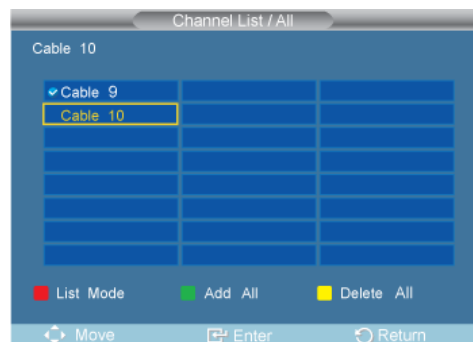 Channel List / All
Cable 10
Cable 9
Cable 10
List Mode Add All Delete All
Move Enter Return